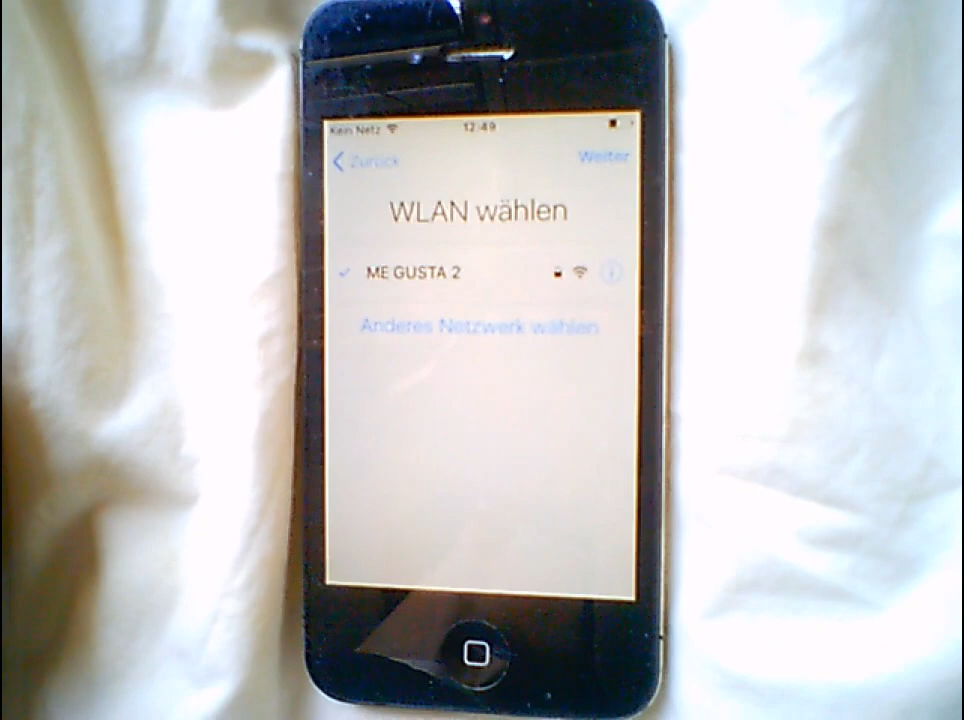 Kein Netz 12:49
Zurück Weiter
WLAN wählen
ME GUSTA 2
Anderes Netzwerk wählen